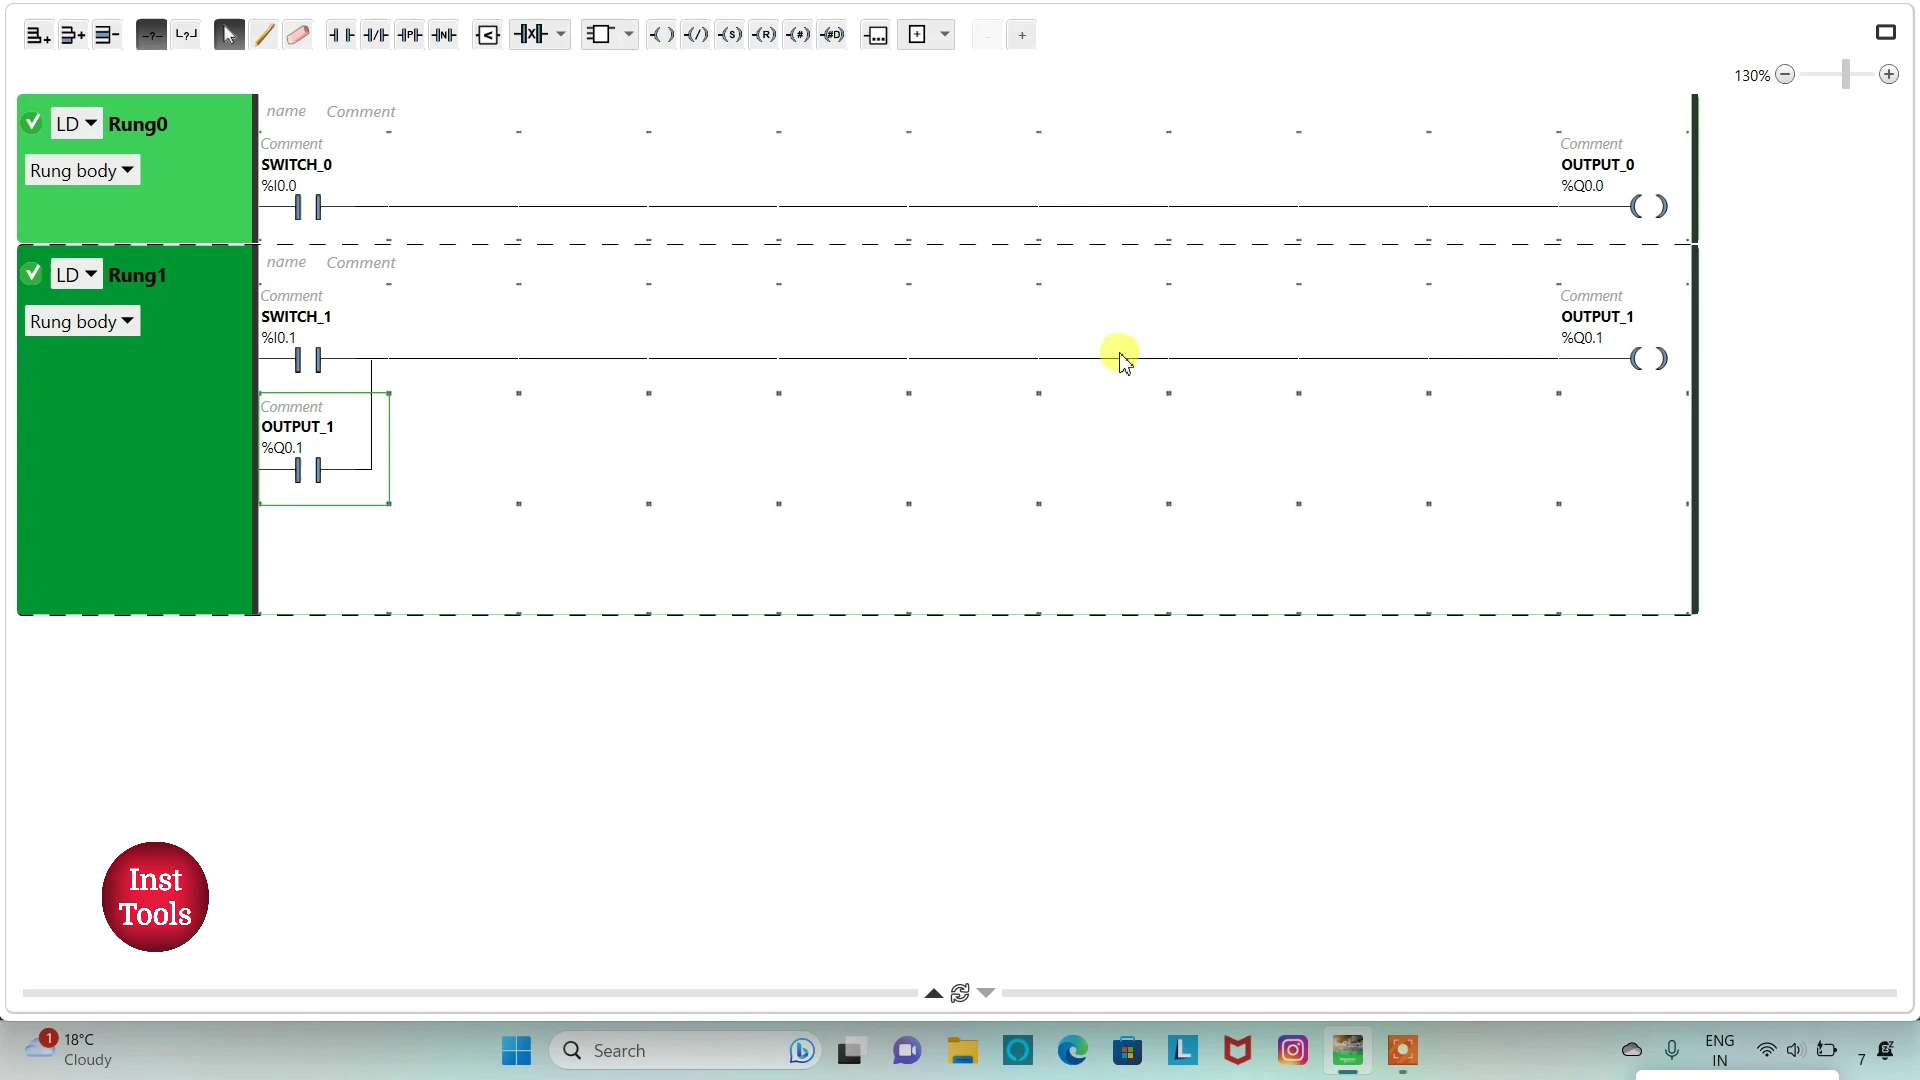 130%
LD Rung0
name Comment
Comment
SWITCH_0
%I0.0
Comment
OUTPUT_0
%Q0.0
Rung body
LD Rung1
name Comment
Comment
SWITCH_1
%I0.1
Comment
OUTPUT_1
%Q0.1
Rung body
Comment
OUTPUT_1
%Q0.1
Inst
Tools
1
18°C
Cloudy
Search
ENG
IN
7